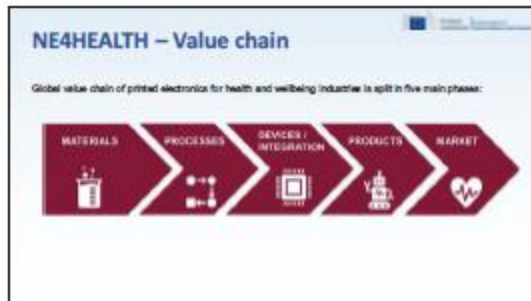 NE4HEALTH – Value chain
Global value chain of printed electronics for health and wellbeing industries is split in five main phases:
MATERIALS
PROCESSES
DEVICES /
INTEGRATION
PRODUCTS
MARKET